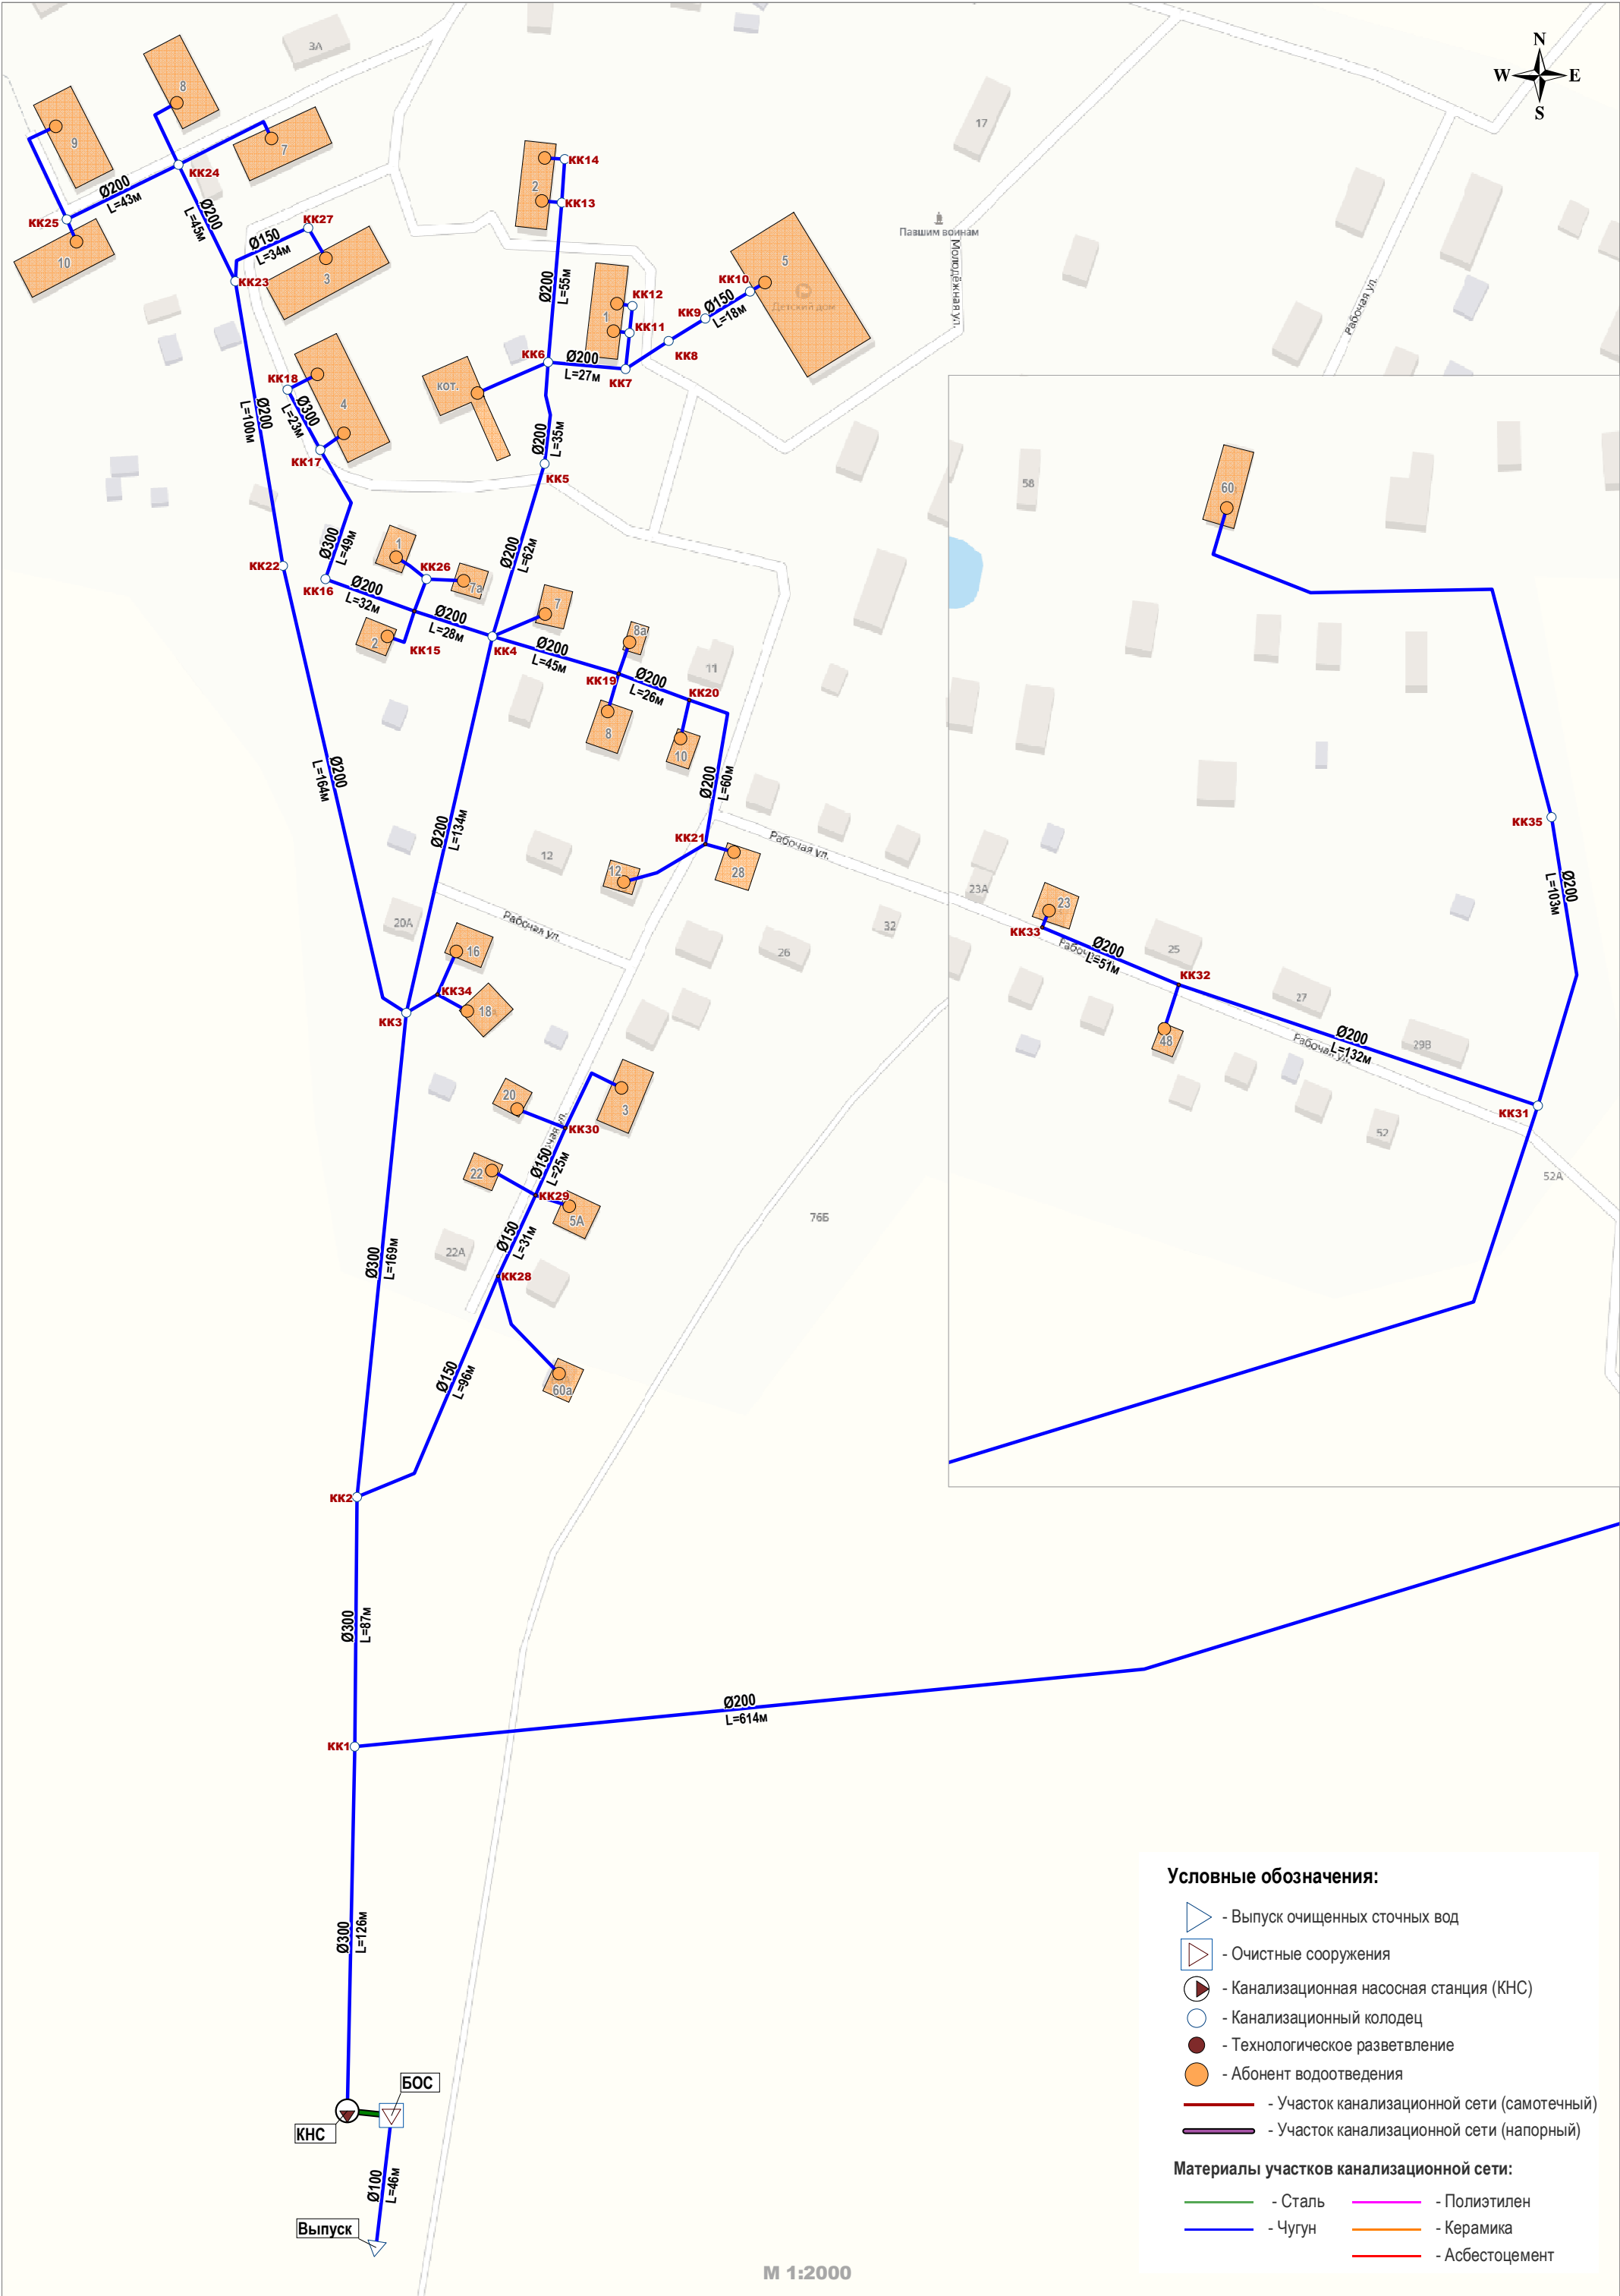 N
W E
S
3А
8
9
7
17
КК24
Ø200
L=43м
КК25
10
Ø200
L=45м
КК27
Ø150
L=34м
3
КК23
КК14
2
КК13
Ø200
L=55м
Павшим воинам
Молодёжная ул.
Рабочая ул.
5
Детский дом
КК10
КК12
1
КК11
КК9
Ø150
L=18м
КК8
КК6
Ø200
L=27м
КК7
кот.
КК18
4
Ø300
L=23м
КК17
Ø200
L=100м
Ø200
L=35м
КК5
58
60
Ø300
L=49м
1
КК26
7а
Ø200
L=62м
КК22
КК16
Ø200
L=32м
Ø200
L=28м
2
КК15
7
КК4
Ø200
L=45м
8а
11
КК19
Ø200
L=26м
КК20
8
10
Ø200
L=60м
Ø200
L=164м
Ø200
L=134м
КК21
28
12
12
Рабочая ул.
КК35
Ø200
L=103м
23А
23
КК33
Рабочая
Ø200
L=51м
25
КК32
48
27
29В
Ø200
L=132м
Рабочая ул.
КК31
52
52А
20А
Рабочая ул.
32
26
16
КК34
18
КК3
20
3
чая ул.
КК30
Ø150
L=25м
22
КК29
5А
Ø150
L=31м
22А
КК28
76Б
Ø300
L=169м
Ø150
L=96м
60а
КК2
Ø300
L=87м
КК1
Ø200
L=614м
Ø300
L=126м
БОС
КНС
Ø100
L=46м
Выпуск
М 1:2000
Условные обозначения:
- Выпуск очищенных сточных вод
- Очистные сооружения
- Канализационная насосная станция (КНС)
- Канализационный колодец
- Технологическое разветвление
- Абонент водоотведения
- Участок канализационной сети (самотечный)
- Участок канализационной сети (напорный)
Материалы участков канализационной сети:
- Сталь
- Полиэтилен
- Чугун
- Керамика
- Асбестоцемент